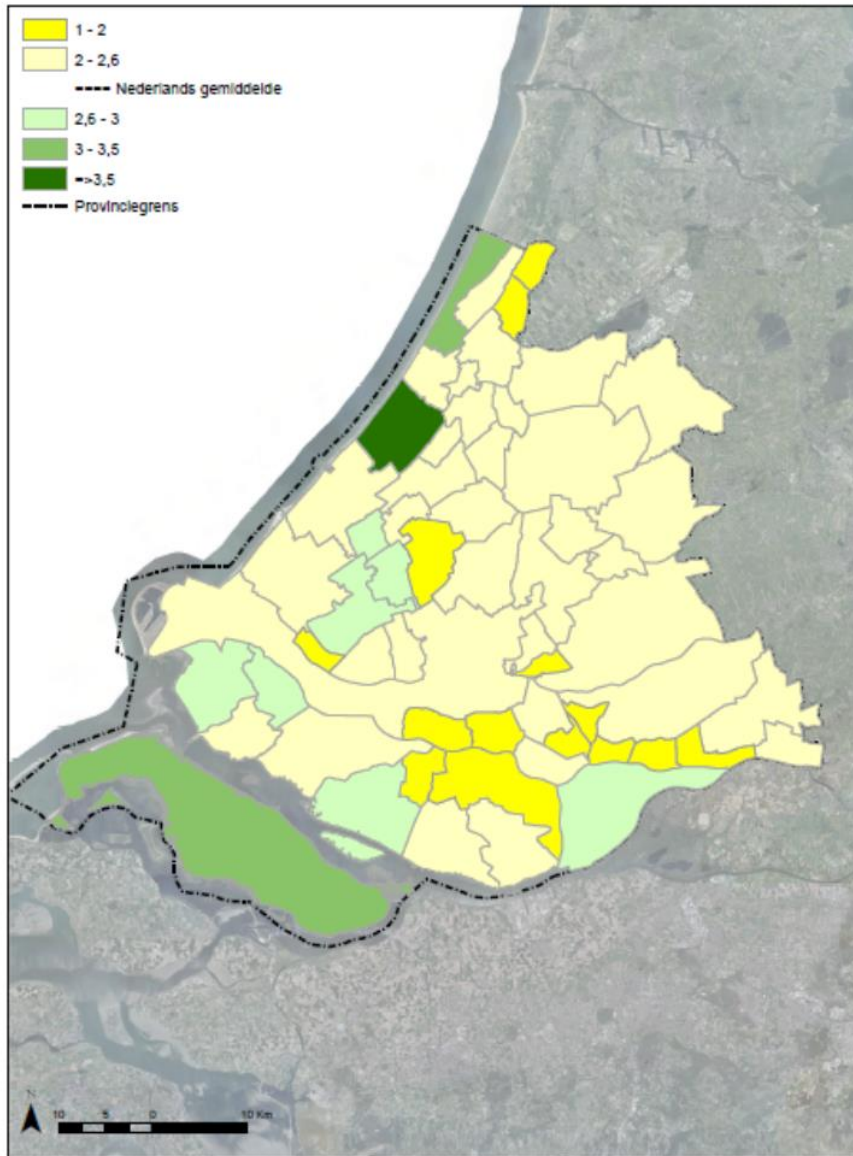 1 - 2
2 - 2,6
Nederlands gemiddelde
2,6 - 3
3 - 3,5
=>3,5
Provinciegrens
N
10 5 0 10 Km